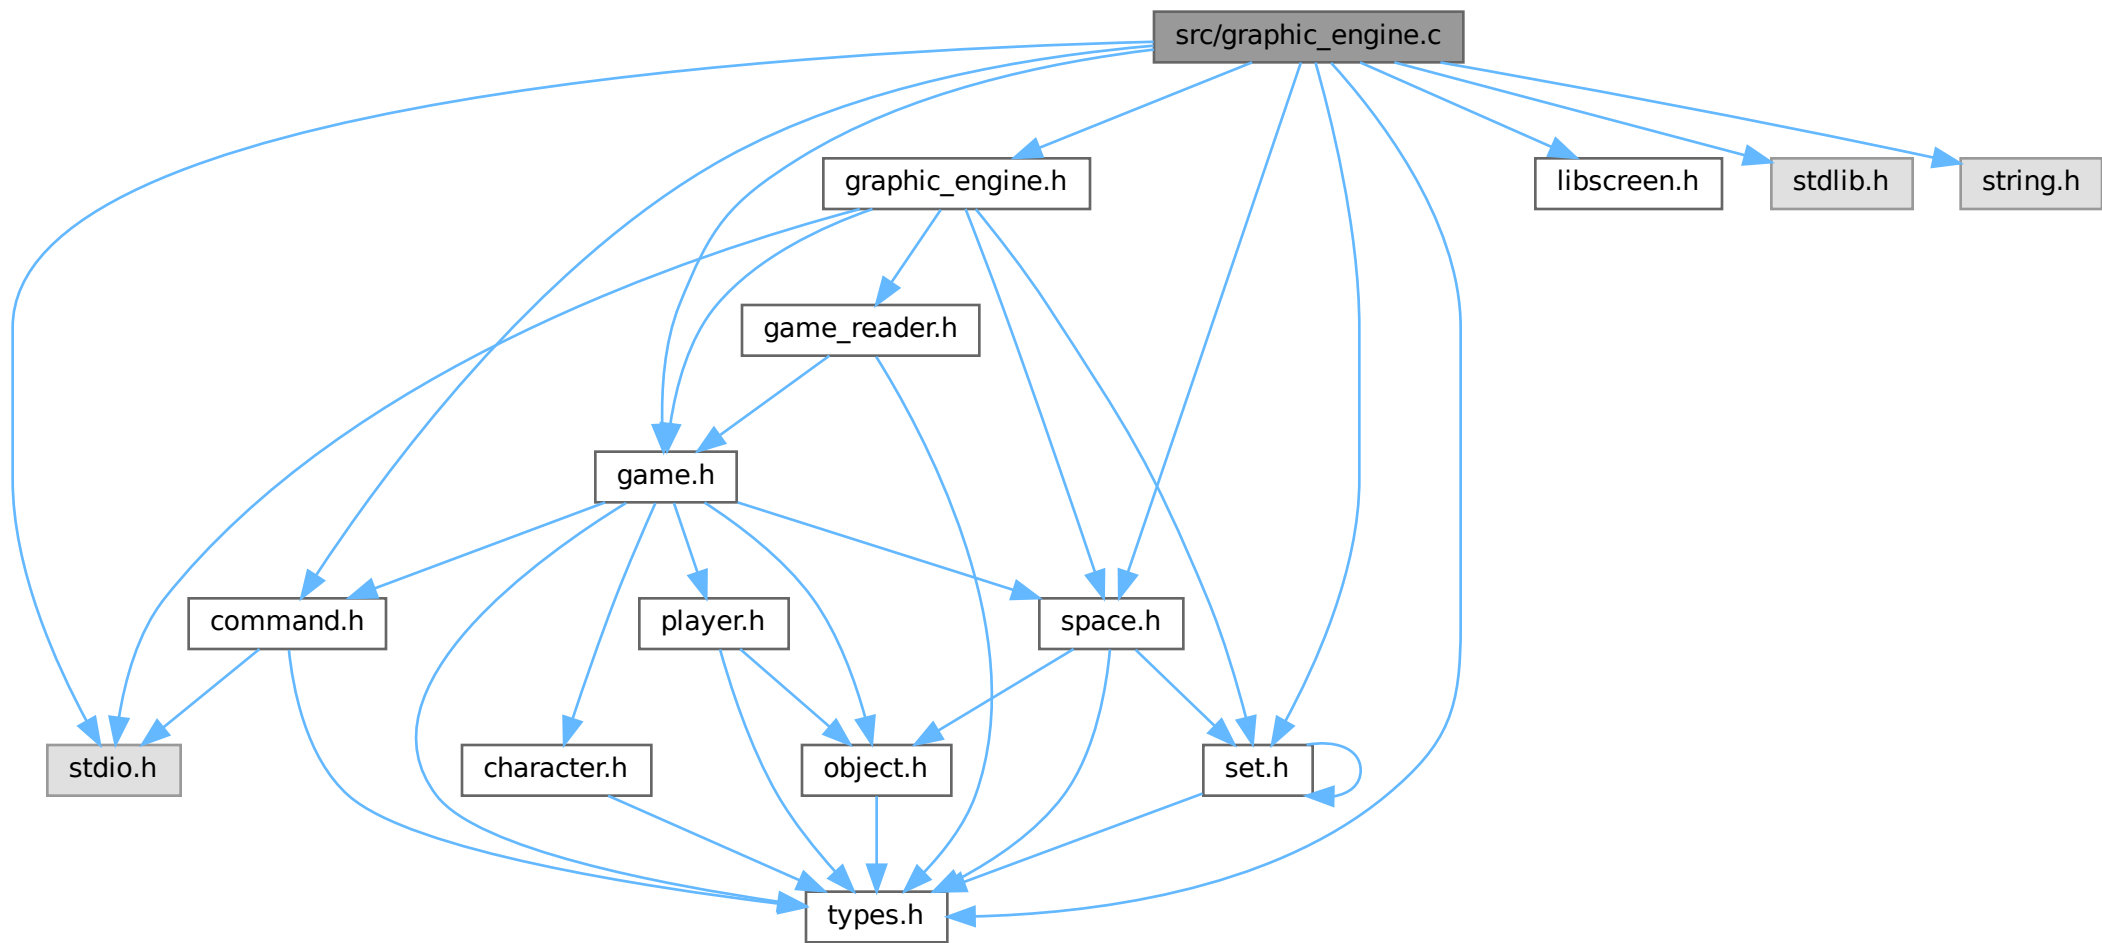 src/graphic_engine.c
graphic_engine.h
libscreen.h
stdlib.h
string.h
game_reader.h
game.h
command.h
player.h
space.h
stdio.h
character.h
object.h
set.h
types.h